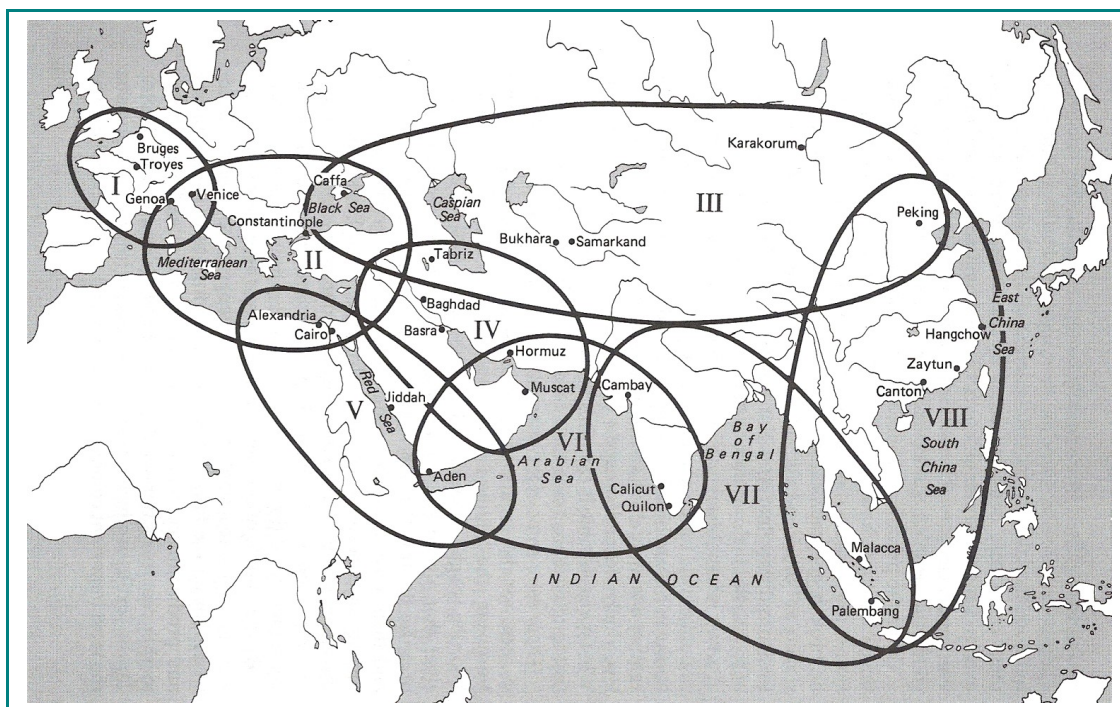 Bruges
Troyes
I
Genoa
Venice
Caffa
Black Sea
Constantinople
II
Mediterranean
Sea
Caspian
Sea
Karakorum
III
Bukhara
Samarkand
Peking
Tabriz
Baghdad
Basra
IV
Alexandria
Cairo
Hormuz
Muscat
Red
Sea
Jiddah
V
Aden
VI
Arabian
Sea
Cambay
Bay
of
Bengal
Calicut
Quilon
VII
East
China
Sea
Hangchow
Zaytun
Canton
VIII
South
China
Sea
Malacca
Palembang
INDIAN OCEAN